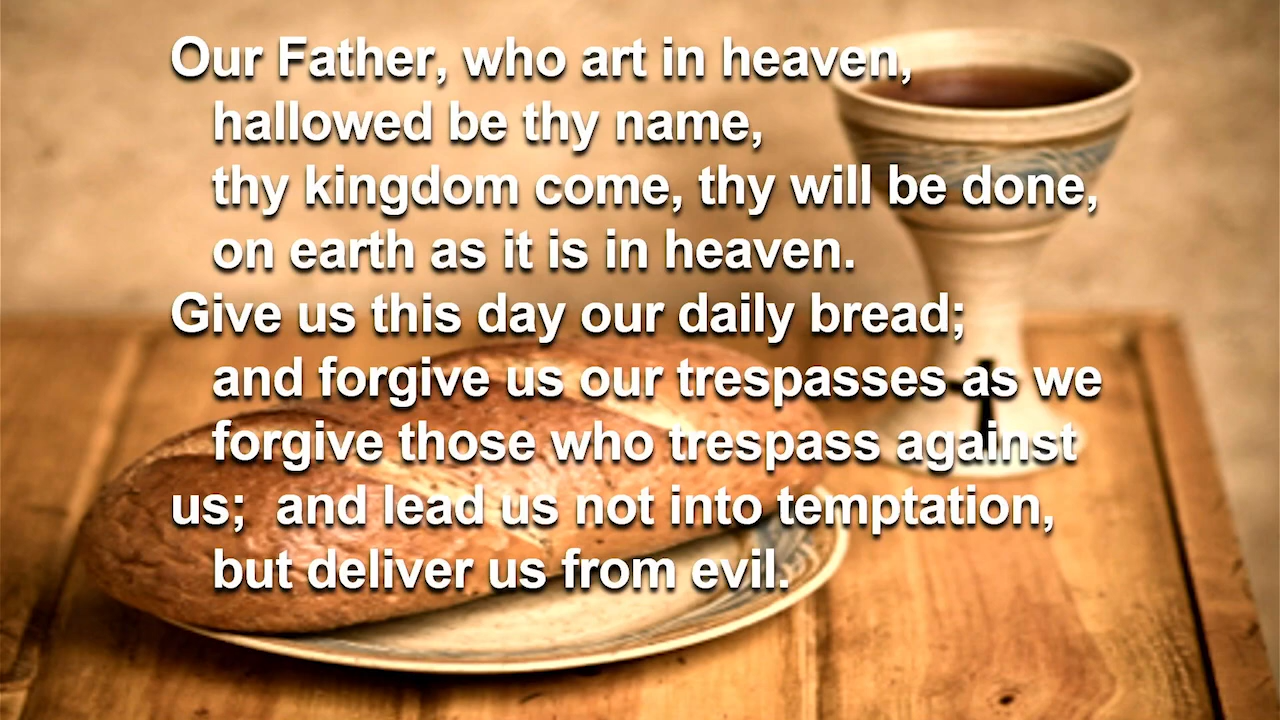 Our Father, who art in heaven,
hallowed be thy name,
thy kingdom come, thy will be done,
on earth as it is in heaven.
Give us this day our daily bread;
and forgive us our trespasses as we
forgive those who trespass against
us;  and lead us not into temptation,
but deliver us from evil.